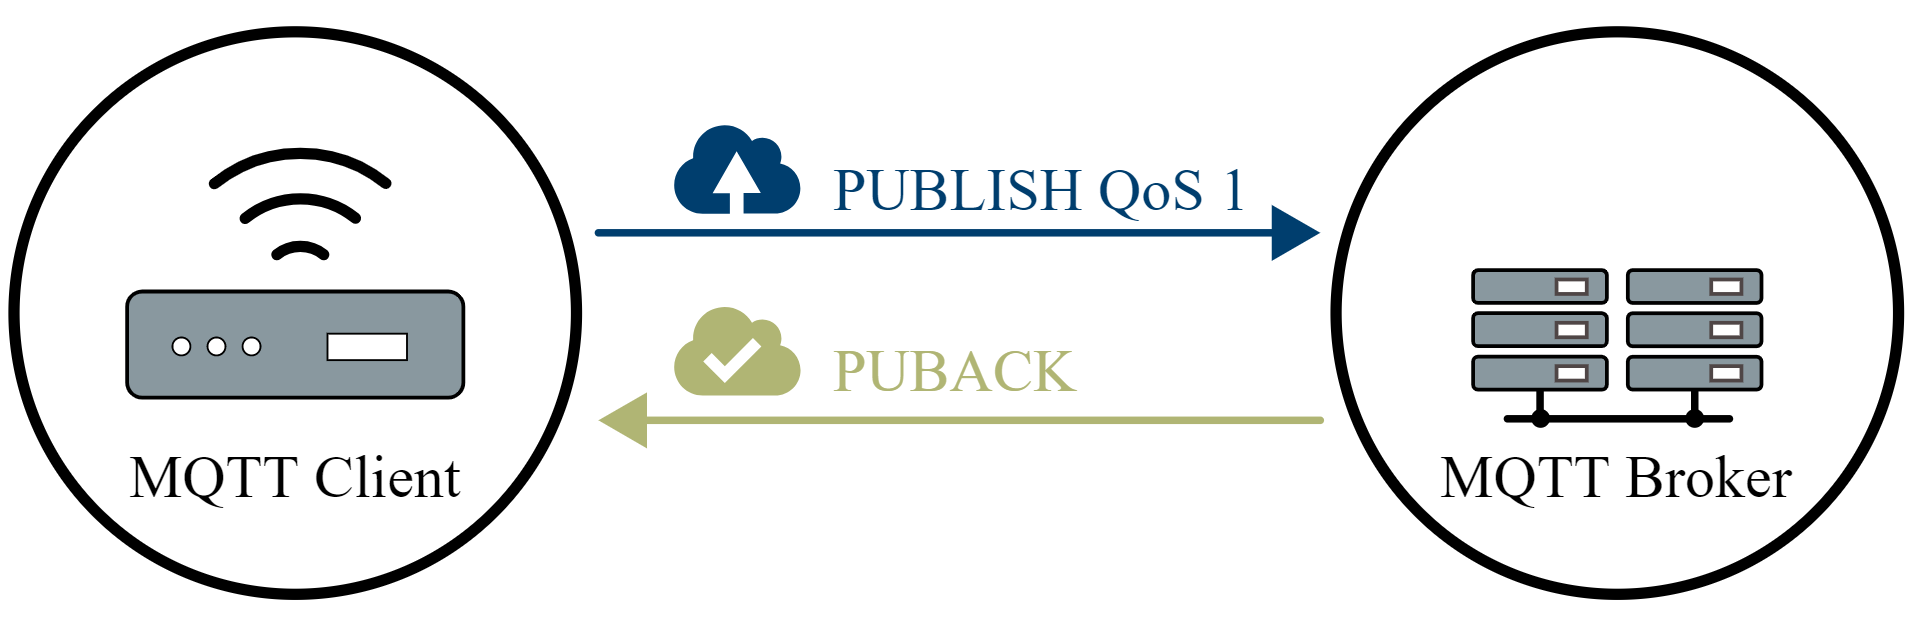 PUBLISH QoS 1
PUBACK
MQTT Client
MQTT Broker